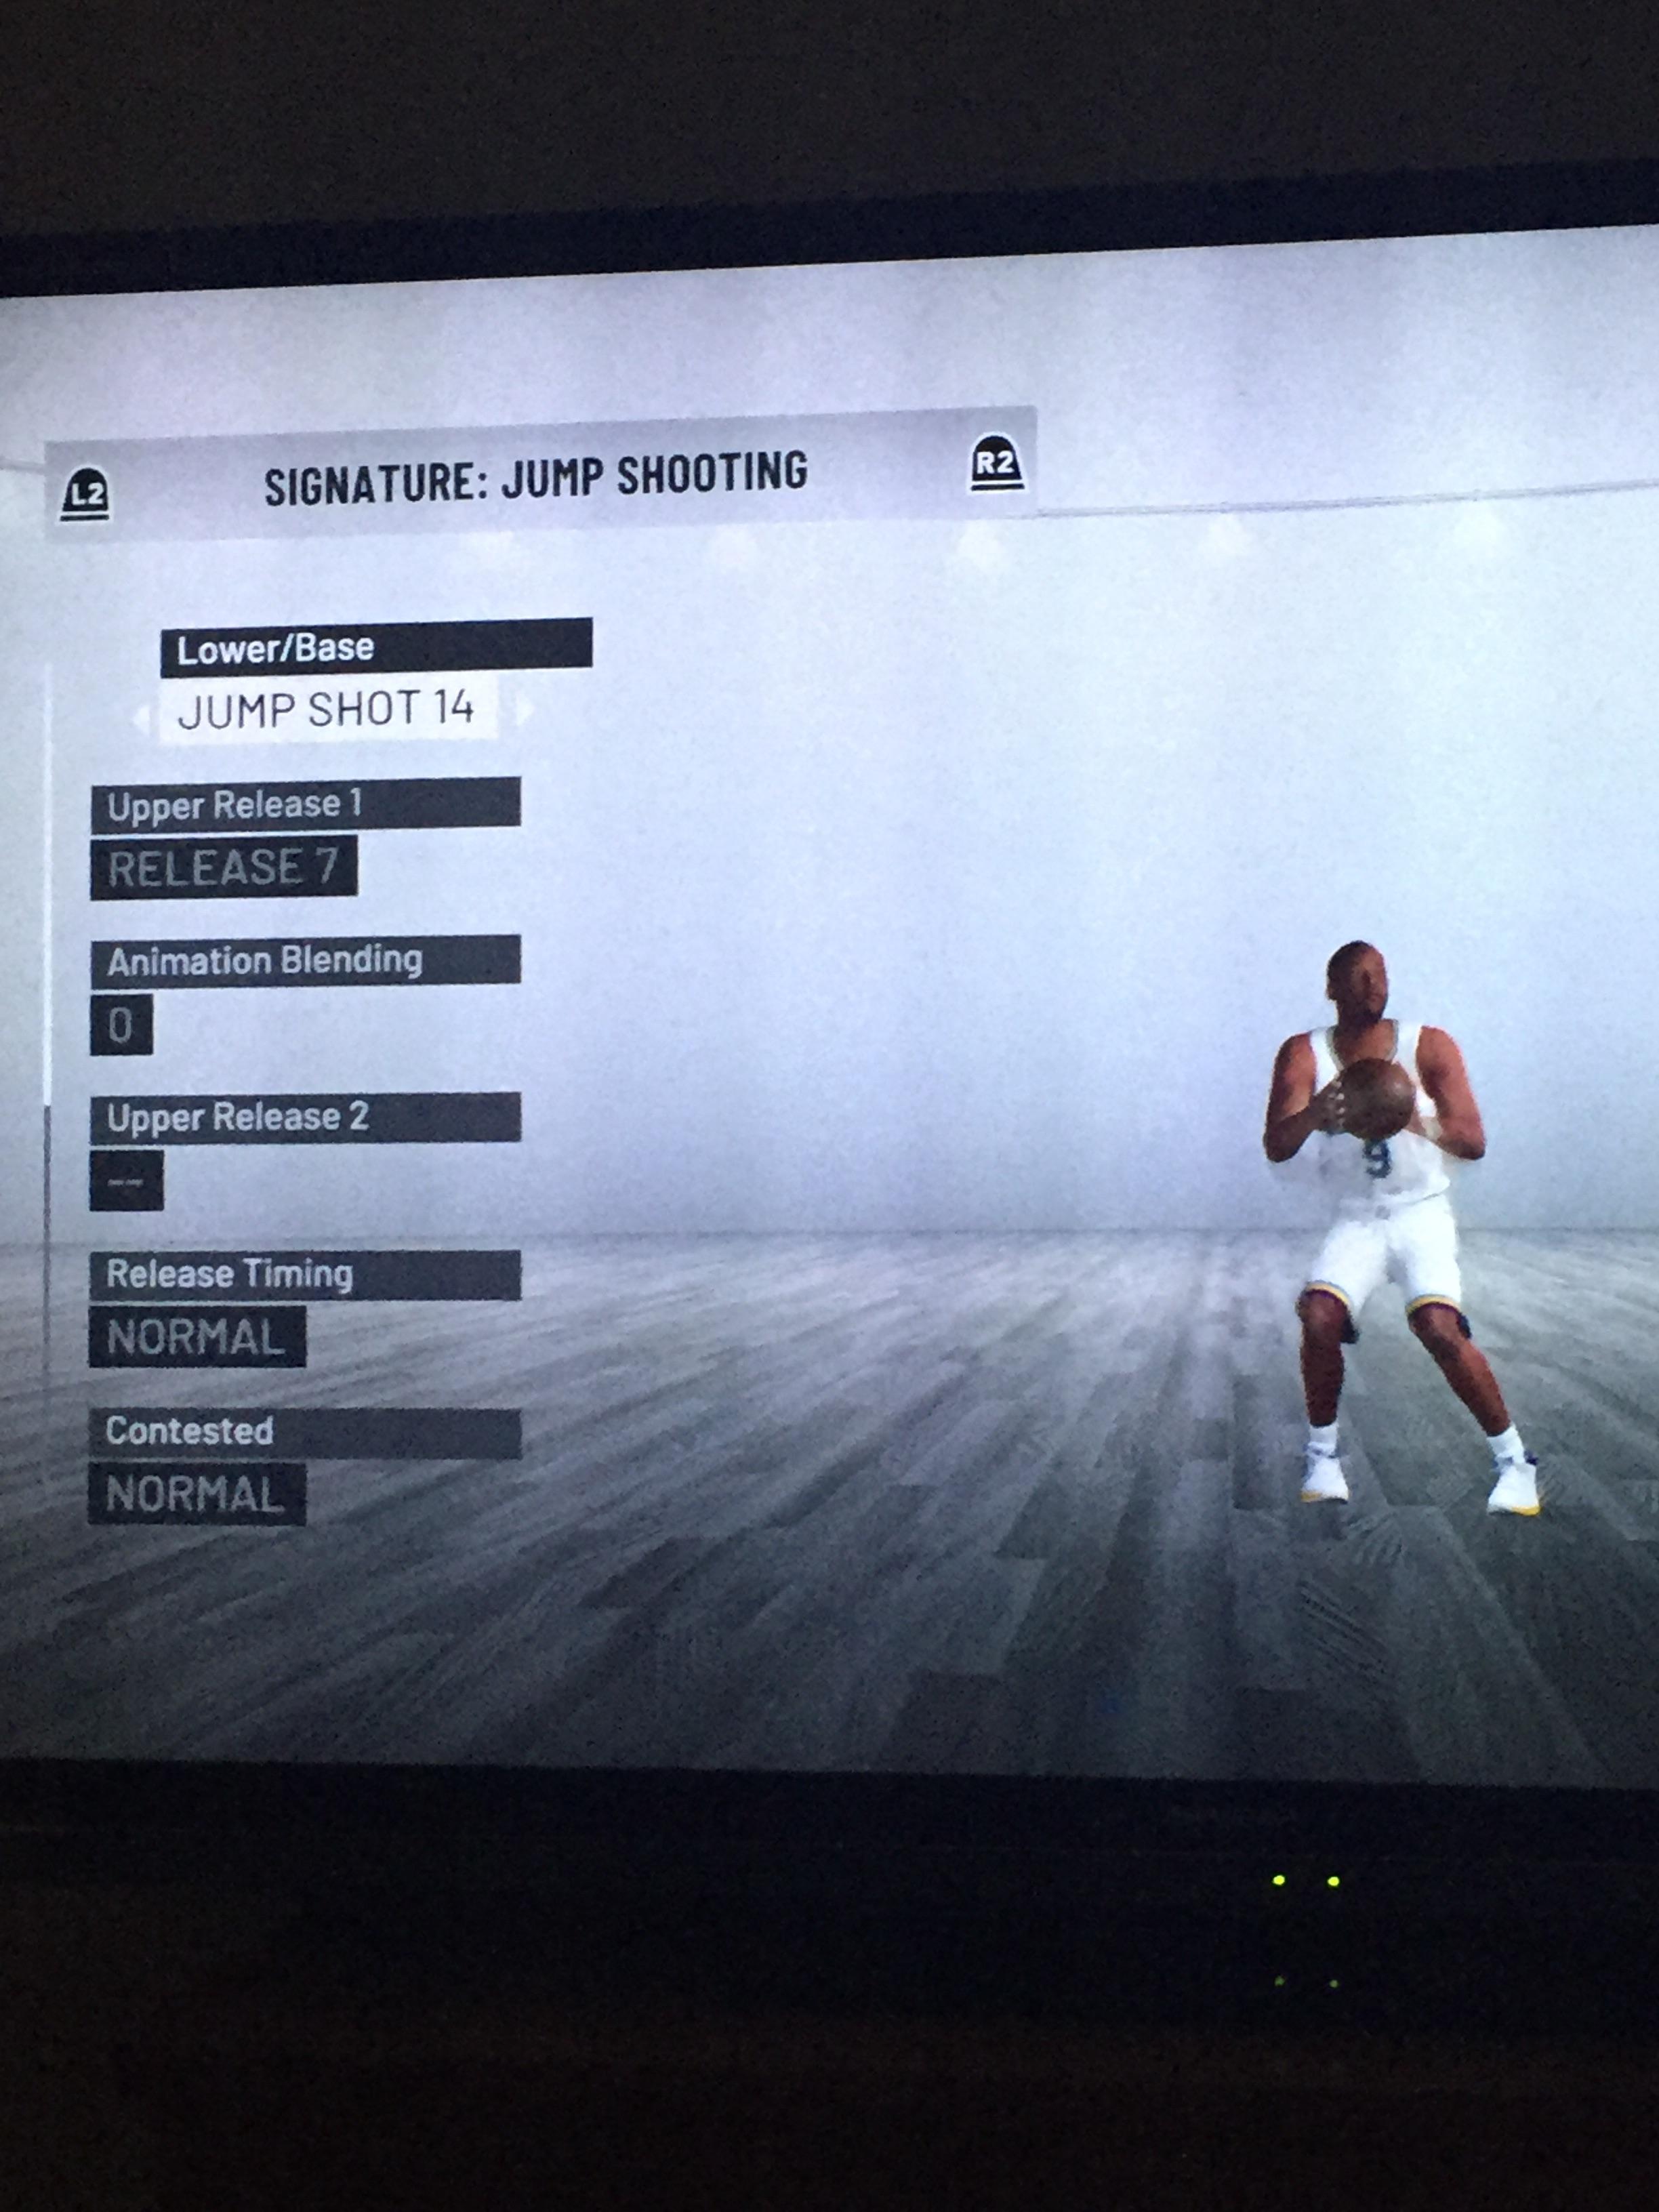 L2
SIGNATURE: JUMP SHOOTING
R2
Lower/Base
JUMP SHOT 14
Upper Release 1
RELEASE 7
Animation Blending
0
Upper Release 2
--
Release Timing
NORMAL
Contested
NORMAL
9